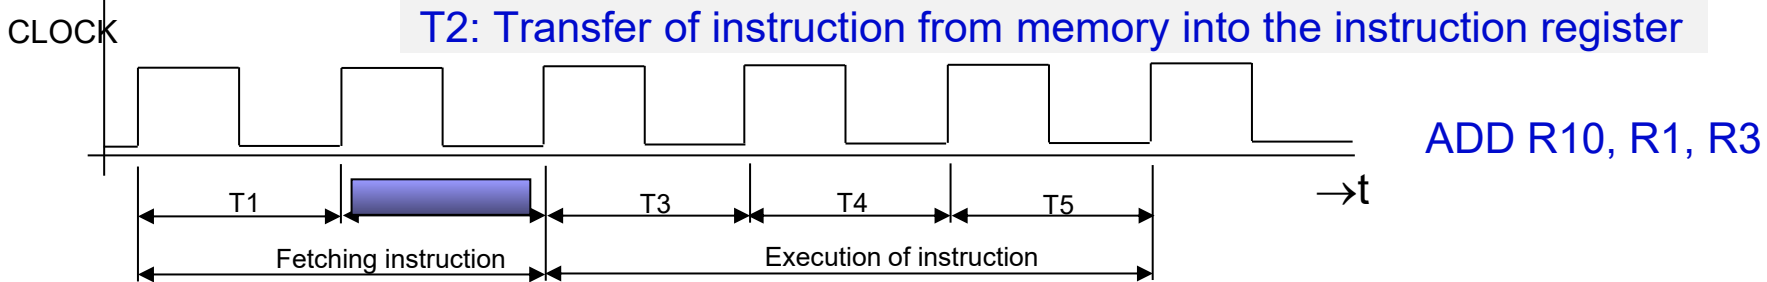 CLOCK
T2: Transfer of instruction from memory into the instruction register
ADD R10, R1, R3
→t
T1
T3
T4
T5
Fetching instruction
Execution of instruction